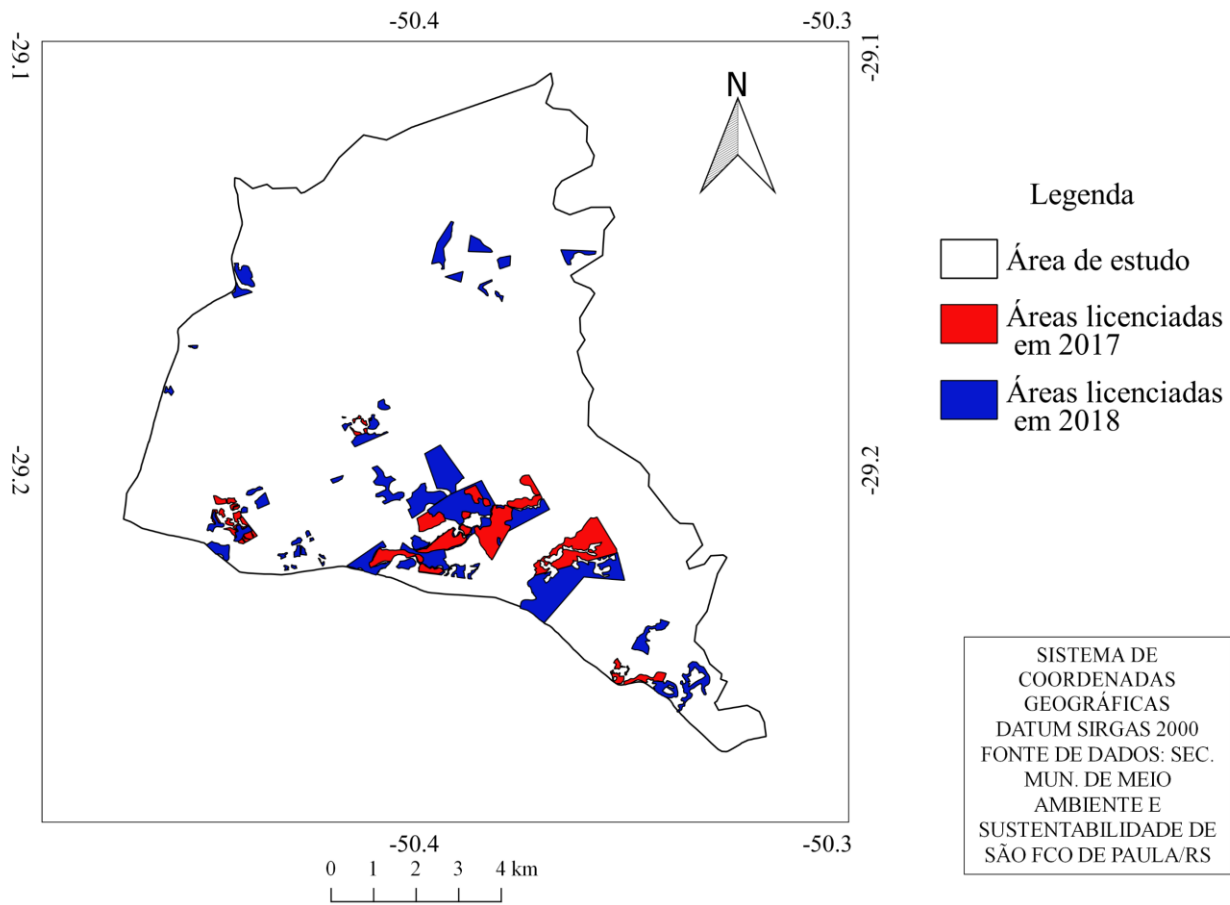 -50.4
-50.3
-29.1
-29.1
N
Legenda
Área de estudo
Áreas licenciadas
em 2017
Áreas licenciadas
em 2018
-29.2
-29.2
SISTEMA DE
COORDENADAS
GEOGRÁFICAS
DATUM SIRGAS 2000
FONTE DE DADOS: SEC.
MUN. DE MEIO
AMBIENTE E
SUSTENTABILIDADE DE
SÃO FCO DE PAULA/RS
-50.4
-50.3
0 1 2 3 4 km